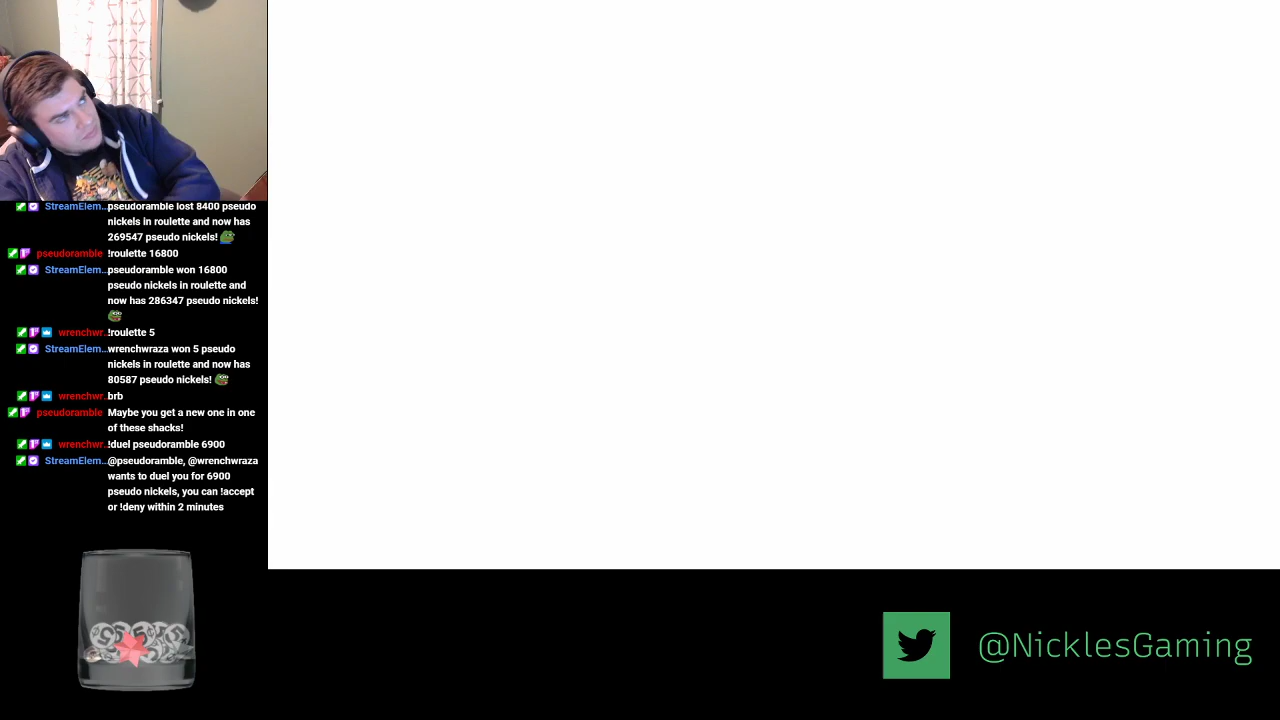 StreamElem... pseudoramble lost 8400 pseudo
nickels in roulette and now has
269547 pseudo nickels!
pseudoramble !roulette 16800
StreamElem... pseudoramble won 16800
pseudo nickels in roulette and
now has 286347 pseudo nickels!
wrenchwr... !roulette 5
StreamElem... wrenchwraza won 5 pseudo
nickels in roulette and now has
80587 pseudo nickels!
wrenchwr... brb
pseudoramble Maybe you get a new one in one
of these shacks!
wrenchwr... !duel pseudoramble 6900
StreamElem... @pseudoramble, @wrenchwraza
wants to duel you for 6900
pseudo nickels, you can !accept
or !deny within 2 minutes
@NicklesGaming